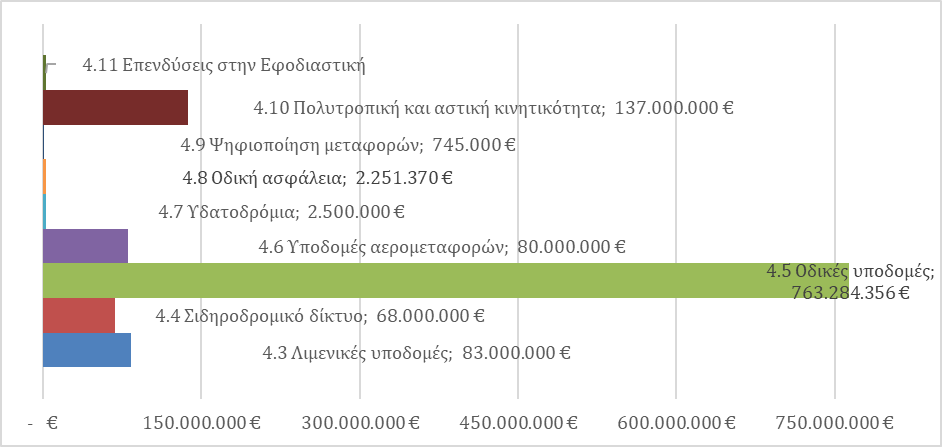 4.11 Επενδύσεις στην Εφοδιαστική
4.10 Πολυτροπική και αστική κινητικότητα; 137.000.000 €
4.9 Ψηφιοποίηση μεταφορών; 745.000 €
4.8 Οδική ασφάλεια; 2.251.370 €
4.7 Υδατοδρόμια; 2.500.000 €
4.6 Υποδομές αερομεταφορών; 80.000.000 €
4.5 Οδικές υποδομές;
763.284.356 €
4.4 Σιδηροδρομικό δίκτυο; 68.000.000 €
4.3 Λιμενικές υποδομές; 83.000.000 €
- € 150.000.000 € 300.000.000 € 450.000.000 € 600.000.000 € 750.000.000 €